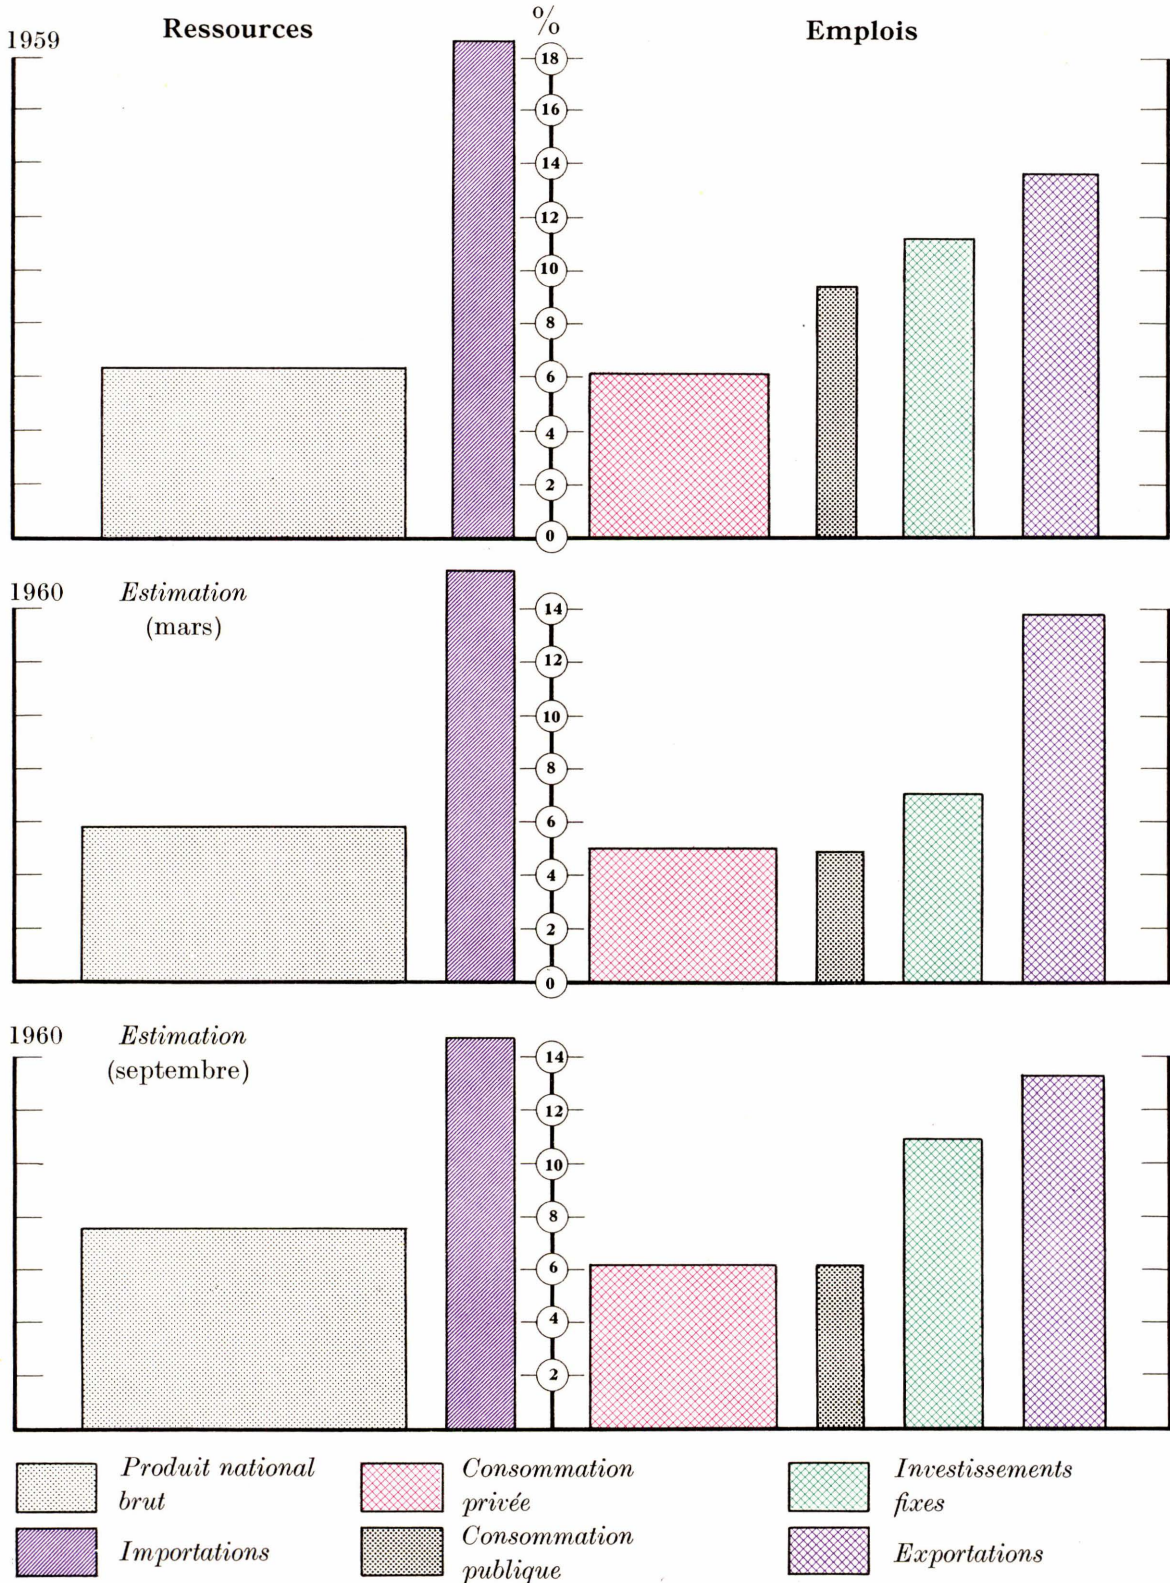 Ressources
%
Emplois
1959
18
16
14
12
10
8
6
4
2
0
1960
Estimation
(mars)
14
12
10
8
6
4
2
0
1960
Estimation
(septembre)
14
12
10
8
6
4
2
Produit national
brut
Importations
Consommation
privée
Consommation
publique
Investissements
fixes
Exportations